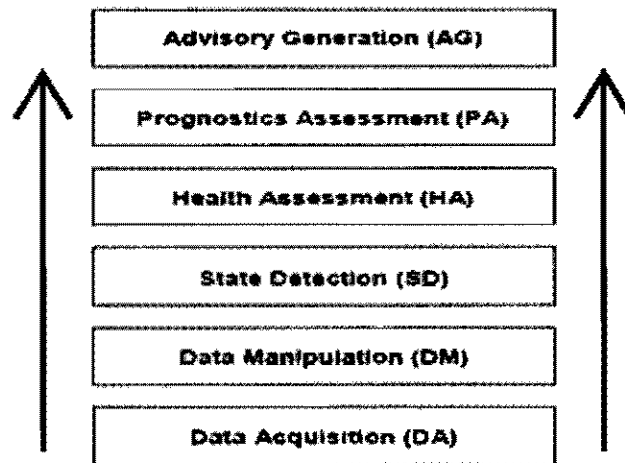 Advisory Generation (AG)
Prognostics Assessment (PA)
Health Assessment (HA)
State Detection (SD)
Data Manipulation (DM)
Data Acquisition (DA)